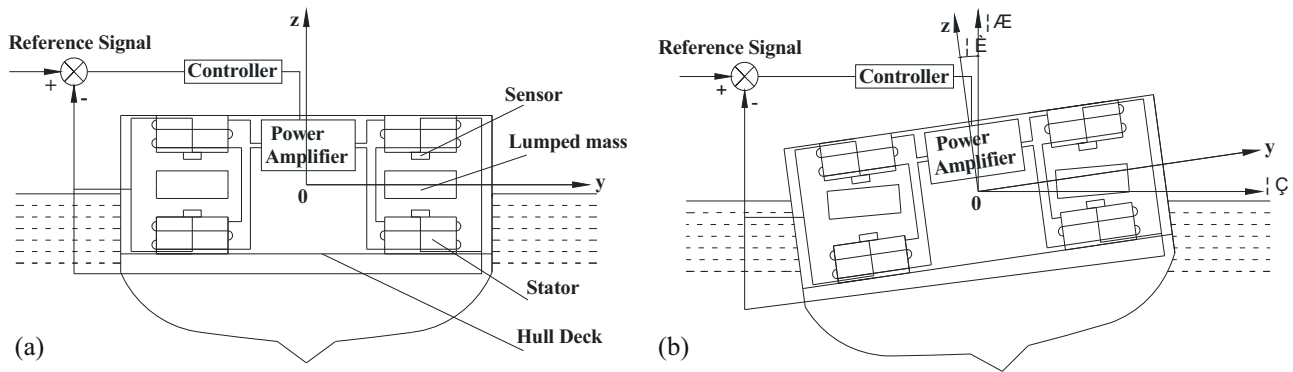 z
Reference Signal
+
-
Controller
Sensor
Power
Amplifier
Lumped mass
0
y
Stator
Hull Deck
(a)
z
¦Æ
¦È
Reference Signal
+
-
Controller
Power
Amplifier
y
0
¦Ç
(b)